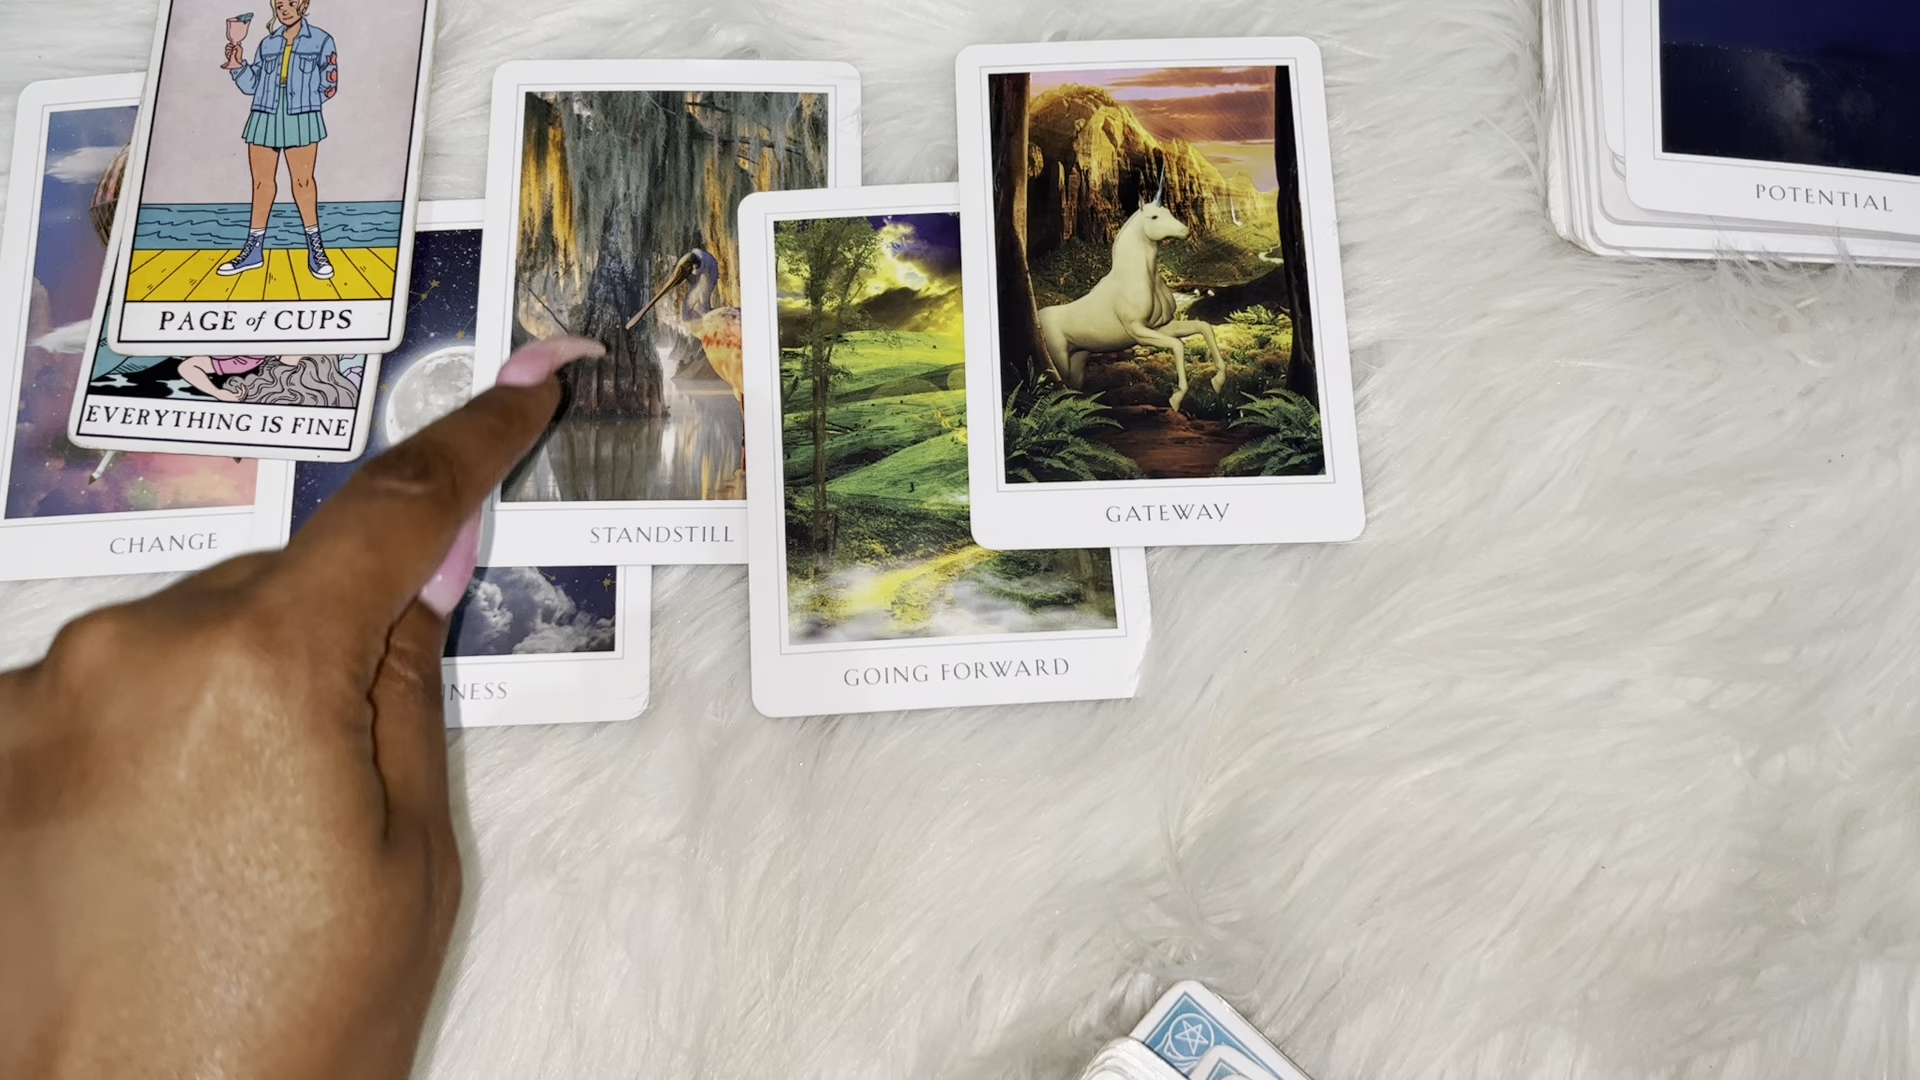 PAGE of CUPS
EVERYTHING IS FINE
CHANGE
STANDSTILL
GOING FORWARD
GATEWAY
POTENTIAL